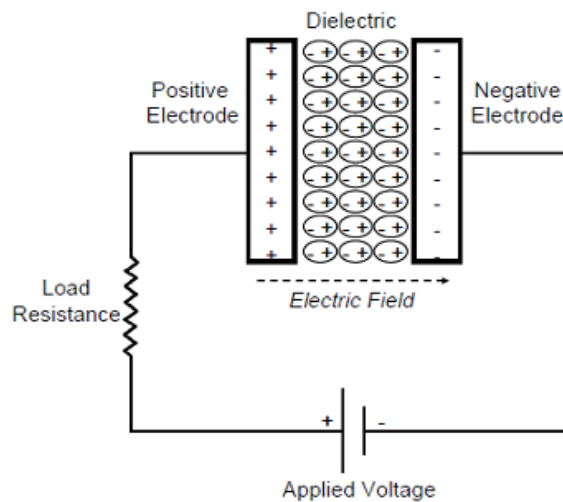 Dielectric
Positive
Electrode
Negative
Electrode
+ - + - + - + -
+ - + - + - + -
+ - + - + - + -
+ - + - + - + -
+ - + - + - + -
+ - + - + - + -
+ - + - + - + -
+ - + - + - + -
+ - + - + - + -
Electric Field
Load
Resistance
+ -
Applied Voltage